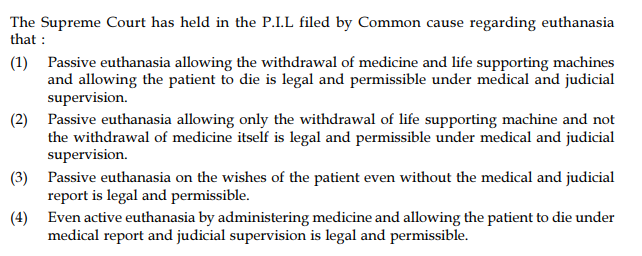 The Supreme Court has held in the P.I.L filed by Common cause regarding euthanasia
that :
(1) Passive euthanasia allowing the withdrawal of medicine and life supporting machines
and allowing the patient to die is legal and permissible under medical and judicial
supervision.
(2) Passive euthanasia allowing only the withdrawal of life supporting machine and not
the withdrawal of medicine itself is legal and permissible under medical and judicial
supervision.
(3) Passive euthanasia on the wishes of the patient even without the medical and judicial
report is legal and permissible.
(4) Even active euthanasia by administering medicine and allowing the patient to die under
medical report and judicial supervision is legal and permissible.